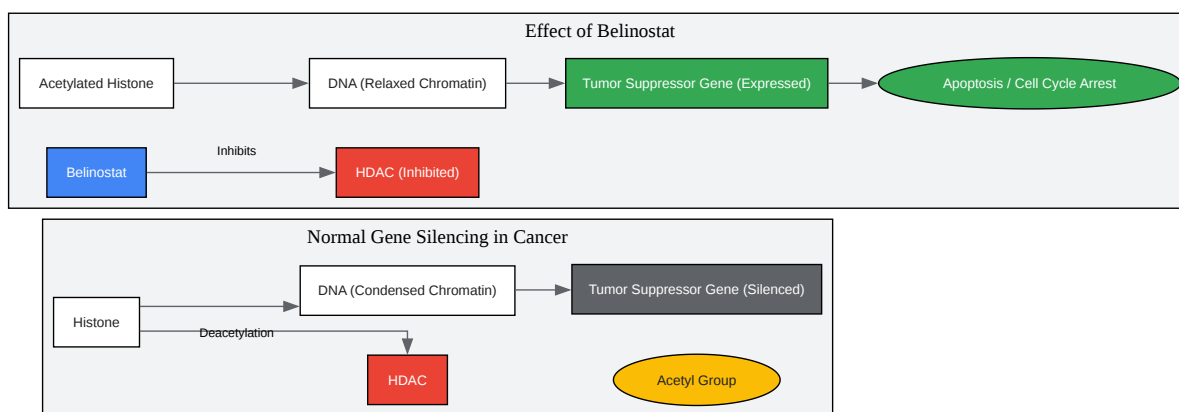 Effect of Belinostat
Acetylated Histone
DNA (Relaxed Chromatin)
Tumor Suppressor Gene (Expressed)
Apoptosis / Cell Cycle Arrest
Belinostat
Inhibits
HDAC (Inhibited)
Normal Gene Silencing in Cancer
Histone
DNA (Condensed Chromatin)
Tumor Suppressor Gene (Silenced)
Deacetylation
HDAC
Acetyl Group